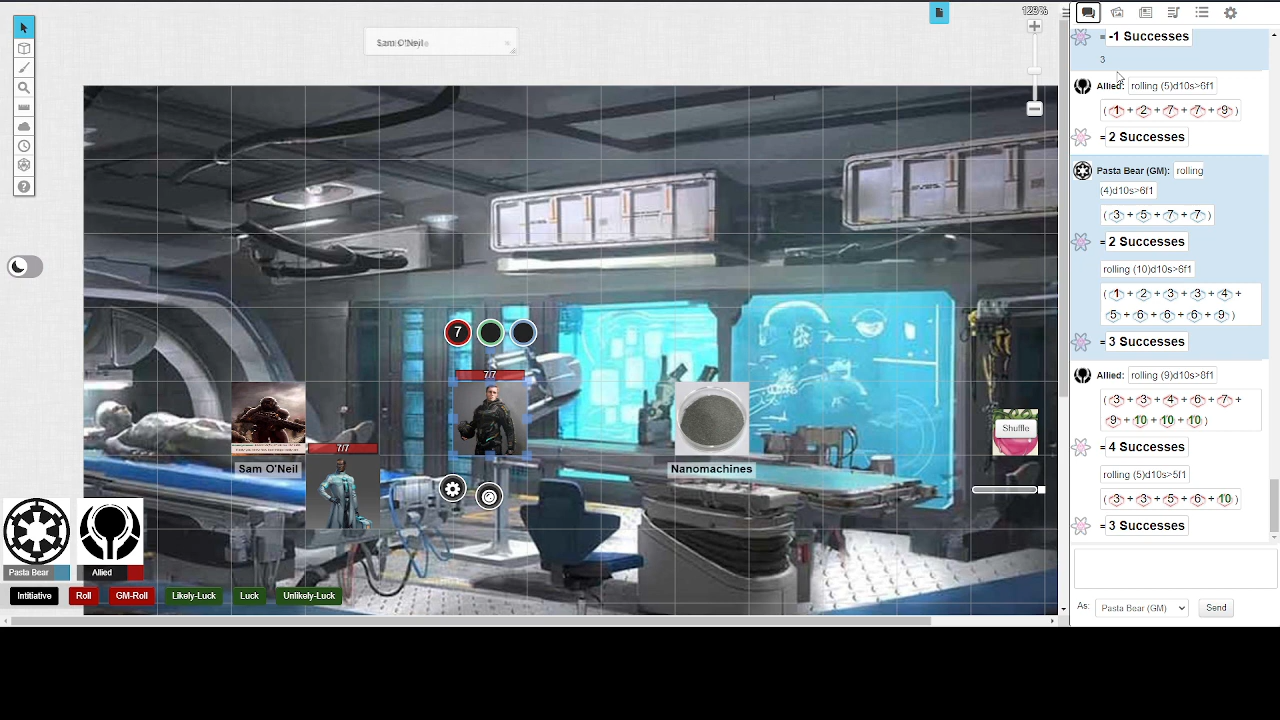 Sam O'Neil
129%
7
7/7
7/7
Sam O'Neil
Nanomachines
Shuffle
Pasta Bear
Allied
Intitiative
Roll
GM-Roll
Likely-Luck
Luck
Unlikely-Luck
= -1 Successes
3
Allied: rolling (5)d10s>6f1
(1+2+7+7+9)
= 2 Successes
Pasta Bear (GM): rolling
(4)d10s>6f1
(3+5+7+7)
= 2 Successes
rolling (10)d10s>6f1
(1+2+3+3+4+
5+6+6+6+9)
= 3 Successes
Allied: rolling (9)d10s>8f1
(3+3+4+6+7+
9+10+10+10)
= 4 Successes
rolling (5)d10s>5f1
(3+3+5+6+10)
= 3 Successes
As:
Pasta Bear (GM)
Send